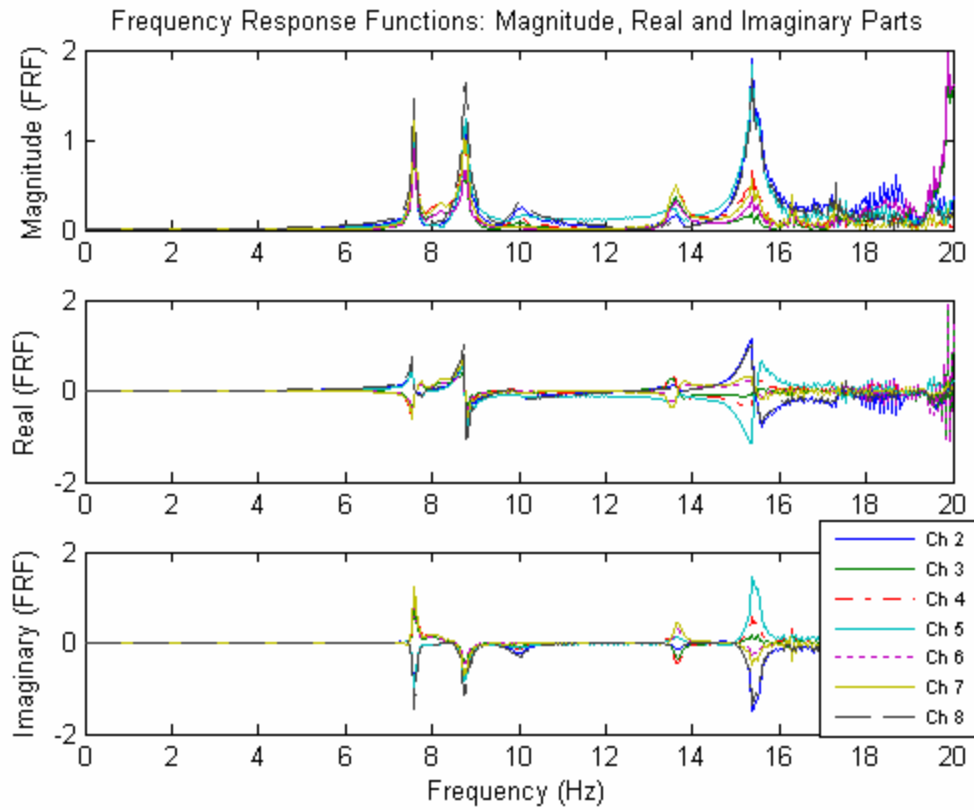 Frequency Response Functions: Magnitude, Real and Imaginary Parts
2
1
0
Magnitude (FRF)
0 2 4 6 8 10 12 14 16 18 20
2
0
-2
Real (FRF)
0 2 4 6 8 10 12 14 16 18 20
2
0
-2
Imaginary (FRF)
Ch 2
Ch 3
Ch 4
Ch 5
Ch 6
Ch 7
Ch 8
0 2 4 6 8 10 12 14 16 18 20
Frequency (Hz)